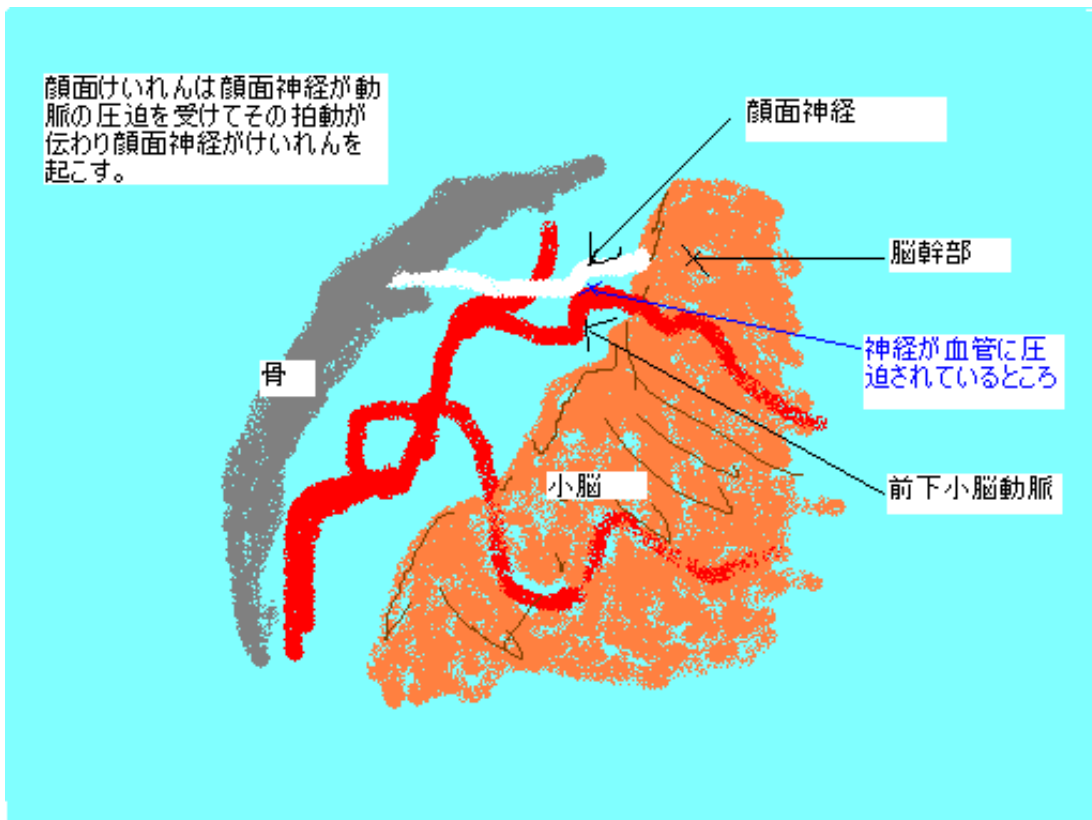 顔面けいれんは顔面神経が動
脈の圧迫を受けてその拍動が
伝わり顔面神経がけいれんを
起こす。
顔面神経
脳幹部
神経が血管に圧
迫されているところ
骨
小脳
前下小脳動脈